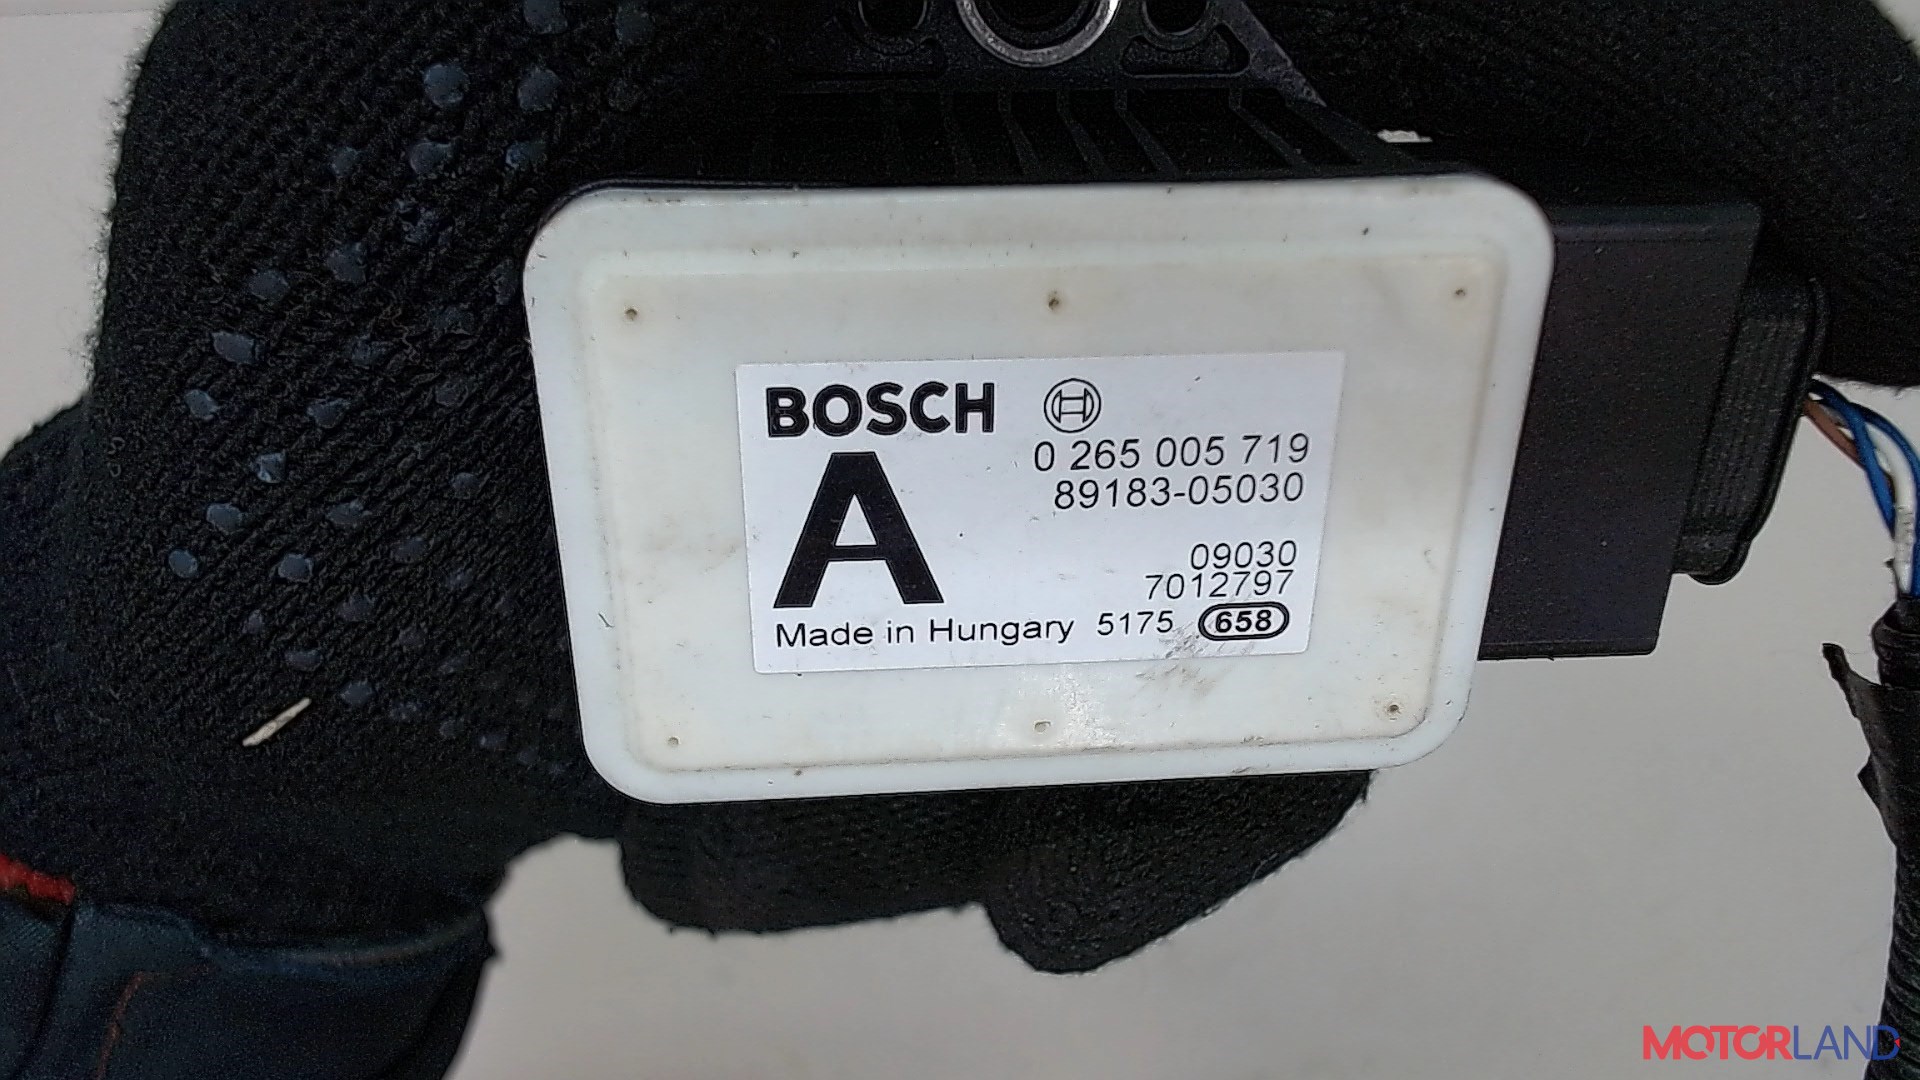 BOSCH
0 265 005 719
89183-05030
A
09030
7012797
Made in Hungary 5175 658
MOTORLAND